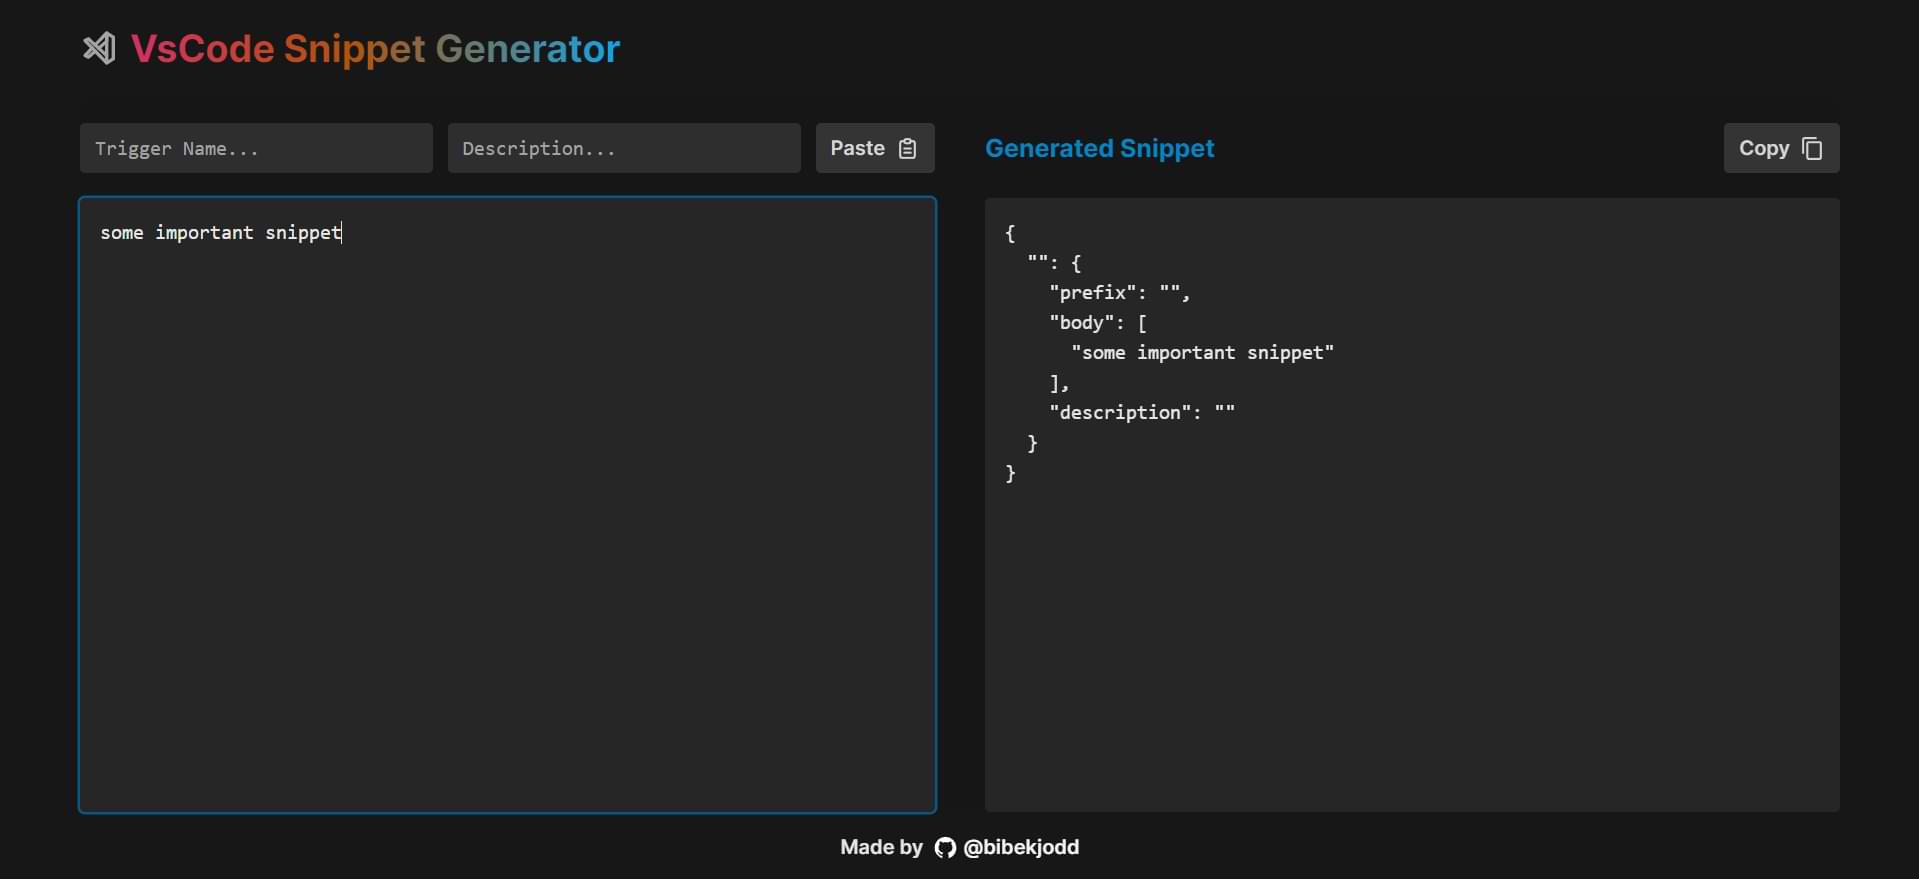 VsCode Snippet Generator
Trigger Name...
Description...
Paste
some important snippet
Generated Snippet
Copy
{
  "": {
    "prefix": "",
    "body": [
      "some important snippet"
    ],
    "description": ""
  }
}
Made by @bibekjodd